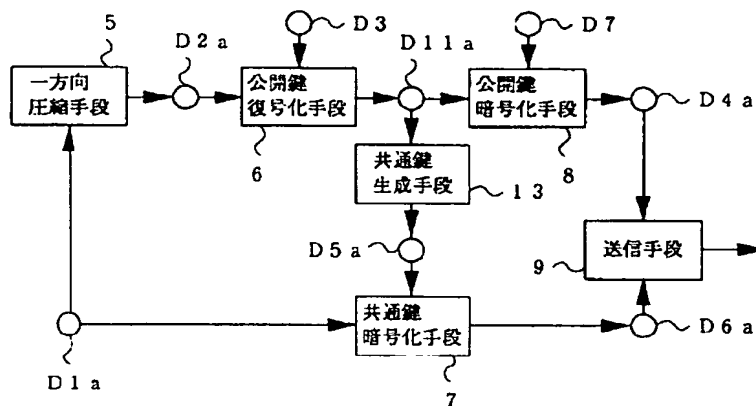 5
D2a
D3
D11a
D7
一方向
圧縮手段
公開鍵
復号化手段
公開鍵
暗号化手段
D4a
6
8
共通鍵
生成手段
13
D5a
送信手段
9
共通鍵
暗号化手段
D1a
D6a
7